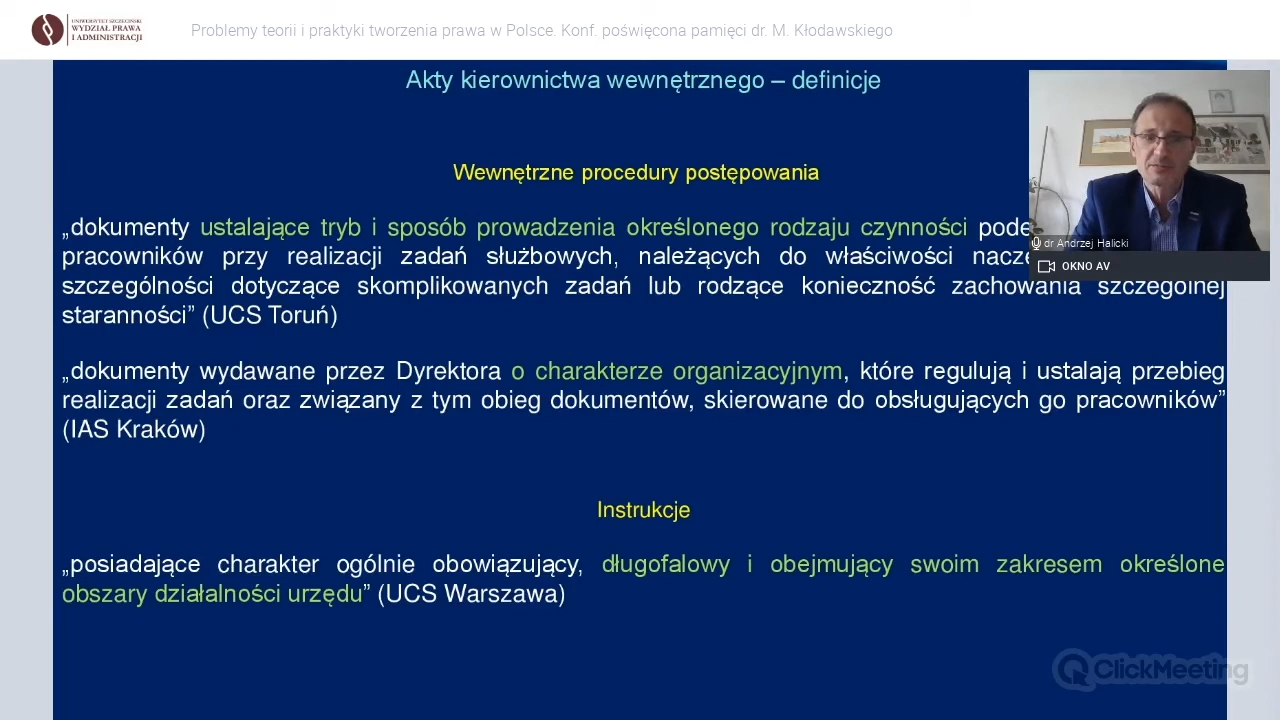 UNIWERSYTET SZCZECIŃSKI
WYDZIAŁ PRAWA
I ADMINISTRACJI
Problemy teorii i praktyki tworzenia prawa w Polsce. Konf. poświęcona pamięci dr. M. Kłodawskiego
Akty kierownictwa wewnętrznego – definicje
Wewnętrzne procedury postępowania
„dokumenty ustalające tryb i sposób prowadzenia określonego rodzaju czynności
pracowników przy realizacji zadań służbowych, należących do właściwości
szczególności dotyczące skomplikowanych zadań lub rodzące konieczność zachowania szczególnej
staranności” (UCS Toruń)
„dokumenty wydawane przez Dyrektora o charakterze organizacyjnym, które regulują i ustalają przebieg
realizacji zadań oraz związany z tym obieg dokumentów, skierowane do obsługujących go pracowników”
(IAS Kraków)
Instrukcje
„posiadające charakter ogólnie obowiązujący, długofalowy i obejmujący swoim zakresem określone
obszary działalności urzędu” (UCS Warszawa)
dr Andrzej Halicki
OKNO AV
ClickMeeting